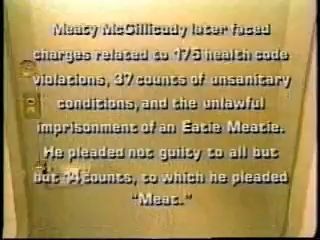 Meaty McGillicudy later faced
charges related to 175 health code
violations, 37 counts of unsanitary
conditions, and the unlawful
imprisonment of an Eatie Meatie.
He pleaded not guilty to all but
but 14 counts, to which he pleaded
"Meat."